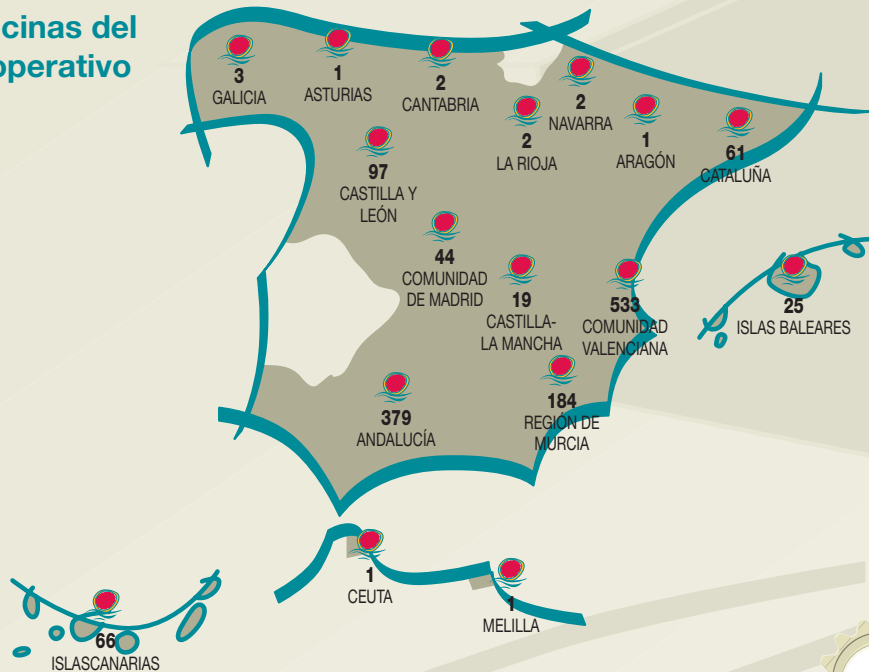 cinas del
operativo
3
GALICIA
1
ASTURIAS
2
CANTABRIA
2
NAVARRA
2
LA RIOJA
1
ARAGÓN
61
CATALUÑA
97
CASTILLA Y
LEÓN
44
COMUNIDAD
DE MADRID
19
CASTILLA-
LA MANCHA
533
COMUNIDAD
VALENCIANA
25
ISLAS BALEARES
379
ANDALUCÍA
184
REGIÓN DE
MURCIA
1
CEUTA
1
MELILLA
66
ISLASCANARIAS